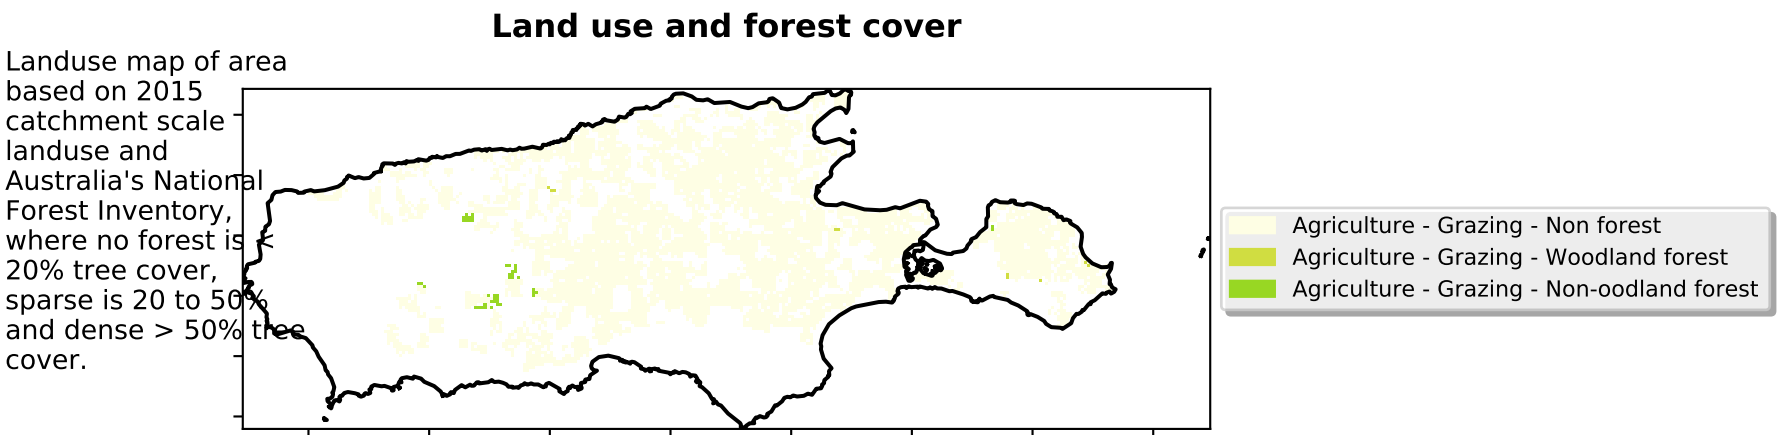 Land use and forest cover
Landuse map of area
based on 2015
catchment scale
landuse and
Australia's National
Forest Inventory,
where no forest is <
20% tree cover,
sparse is 20 to 50%
and dense > 50% tree
cover.
Agriculture - Grazing - Non forest
Agriculture - Grazing - Woodland forest
Agriculture - Grazing - Non-oodland forest